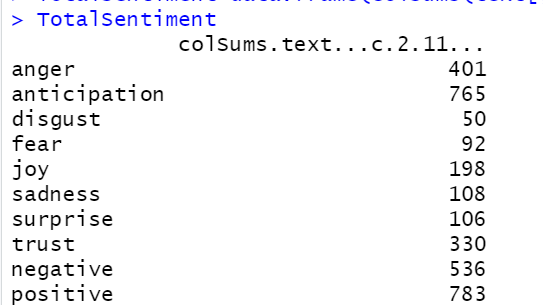 > TotalSentiment
colSums.text...c.2.11...
anger 401
anticipation 765
disgust 50
fear 92
joy 198
sadness 108
surprise 106
trust 330
negative 536
positive 783